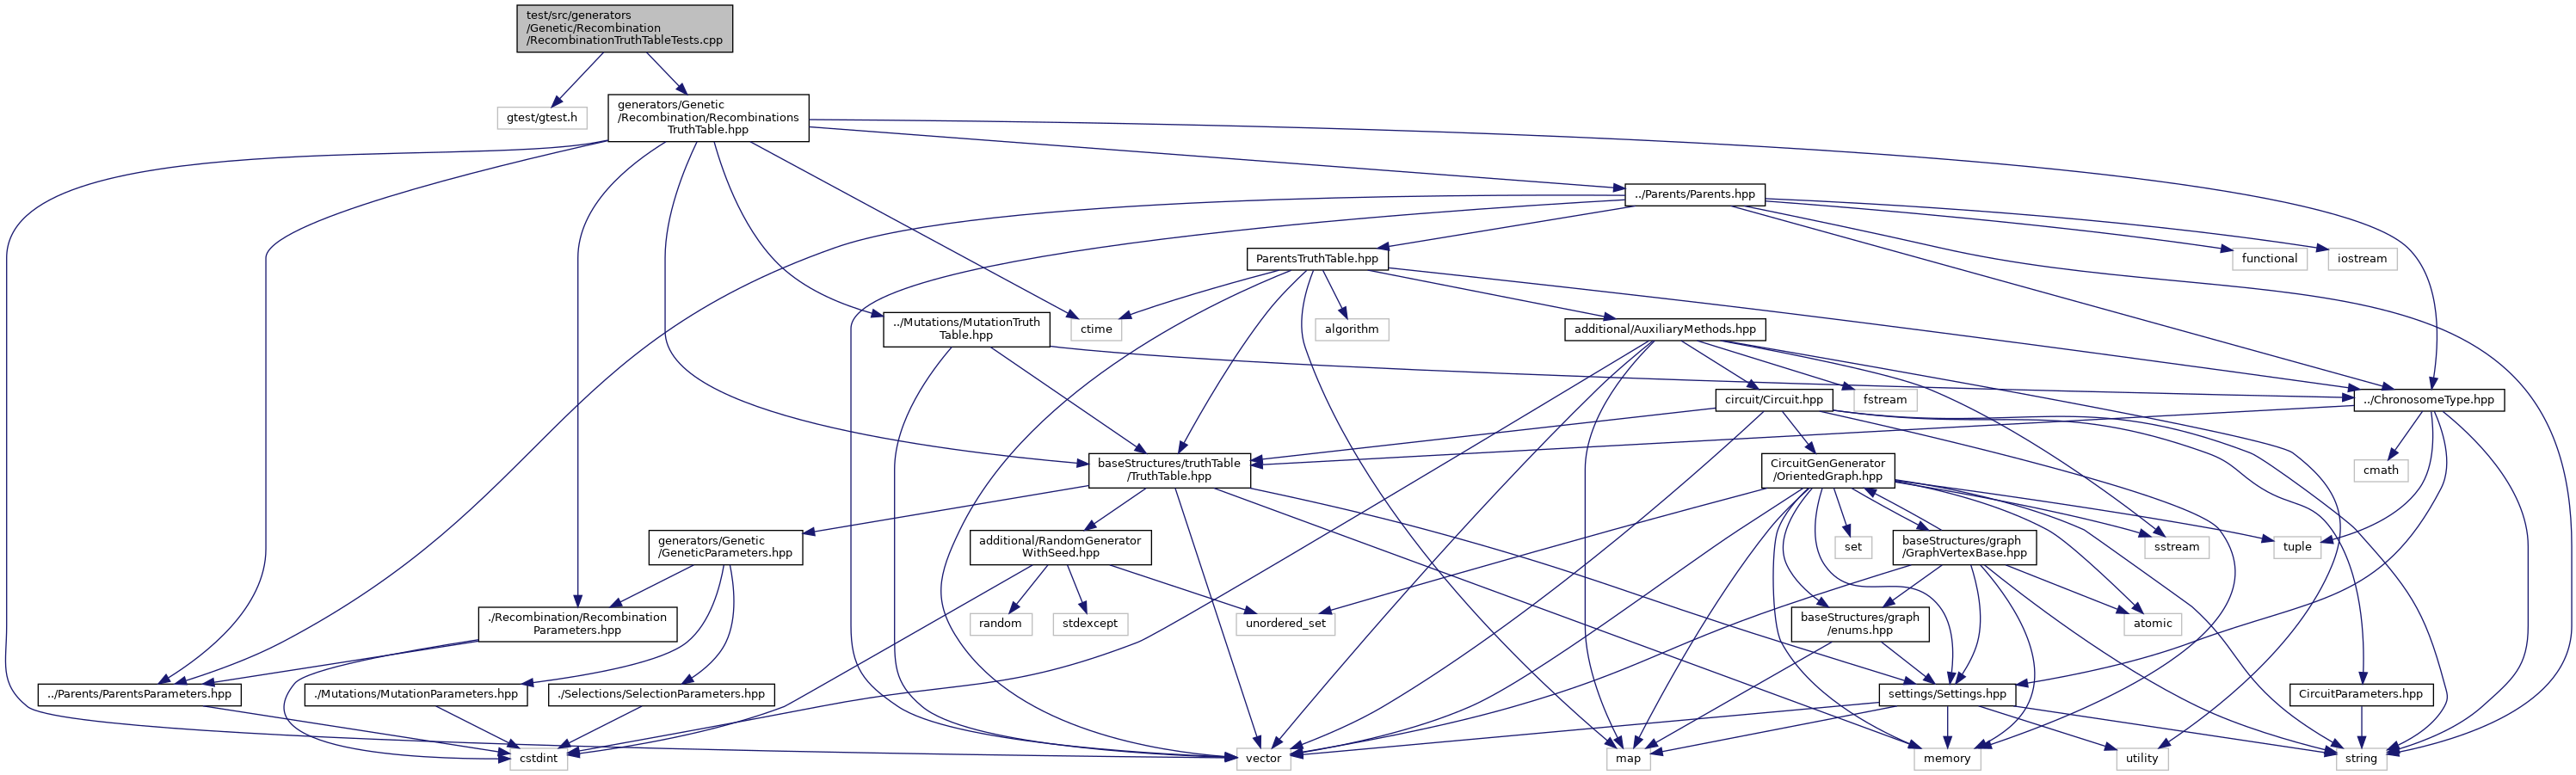 test/src/generators
/Genetic/Recombination
/RecombinationTruthTableTests.cpp
gtest/gtest.h
generators/Genetic
/Recombination/Recombinations
TruthTable.hpp
../Parents/Parents.hpp
ParentsTruthTable.hpp
functional
iostream
../Mutations/MutationTruth
Table.hpp
ctime
algorithm
additional/AuxiliaryMethods.hpp
circuit/Circuit.hpp
fstream
../ChronosomeType.hpp
baseStructures/truthTable
/TruthTable.hpp
CircuitGenGenerator
/OrientedGraph.hpp
cmath
generators/Genetic
/GeneticParameters.hpp
additional/RandomGenerator
WithSeed.hpp
set
baseStructures/graph
/GraphVertexBase.hpp
sstream
tuple
./Recombination/Recombination
Parameters.hpp
random
stdexcept
unordered_set
baseStructures/graph
/enums.hpp
atomic
../Parents/ParentsParameters.hpp
./Mutations/MutationParameters.hpp
./Selections/SelectionParameters.hpp
settings/Settings.hpp
CircuitParameters.hpp
cstdint
vector
map
memory
utility
string